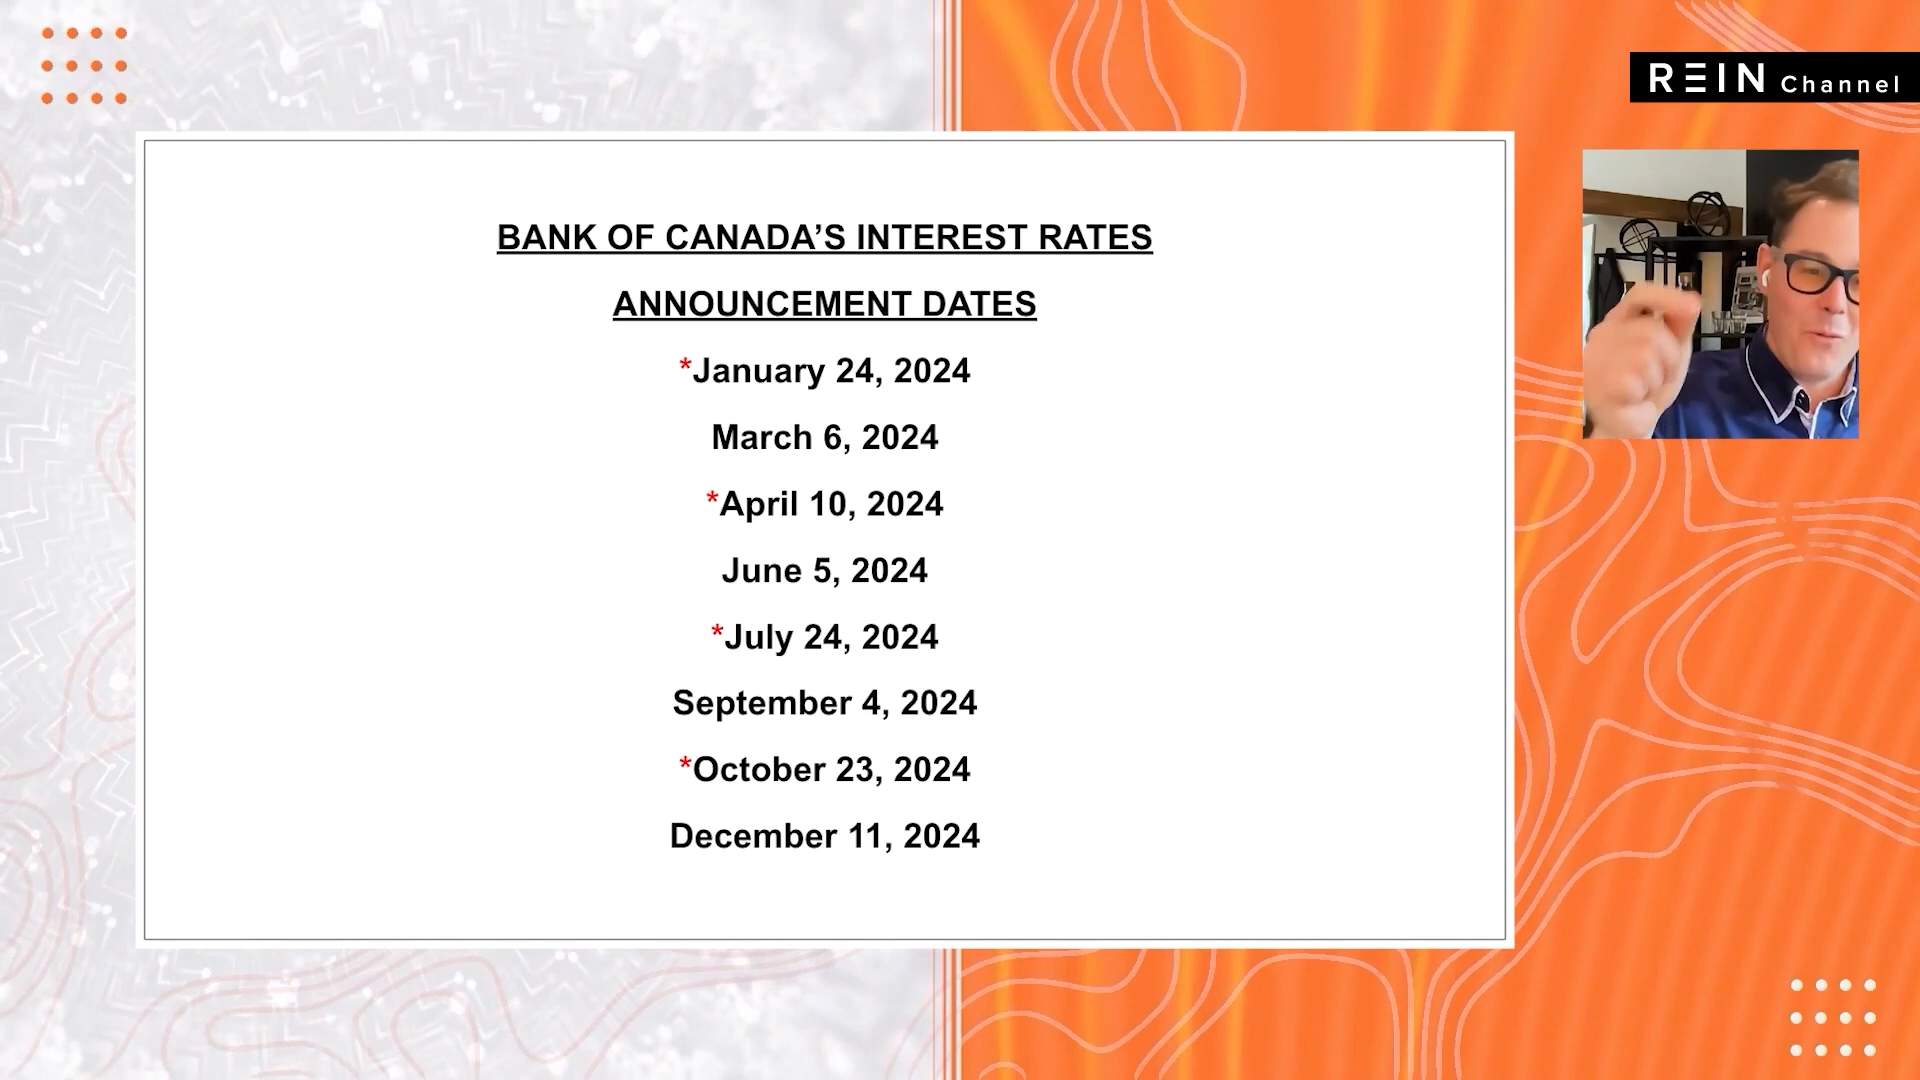 REIN Channel
BANK OF CANADA’S INTEREST RATES
ANNOUNCEMENT DATES
*January 24, 2024
March 6, 2024
*April 10, 2024
June 5, 2024
*July 24, 2024
September 4, 2024
*October 23, 2024
December 11, 2024